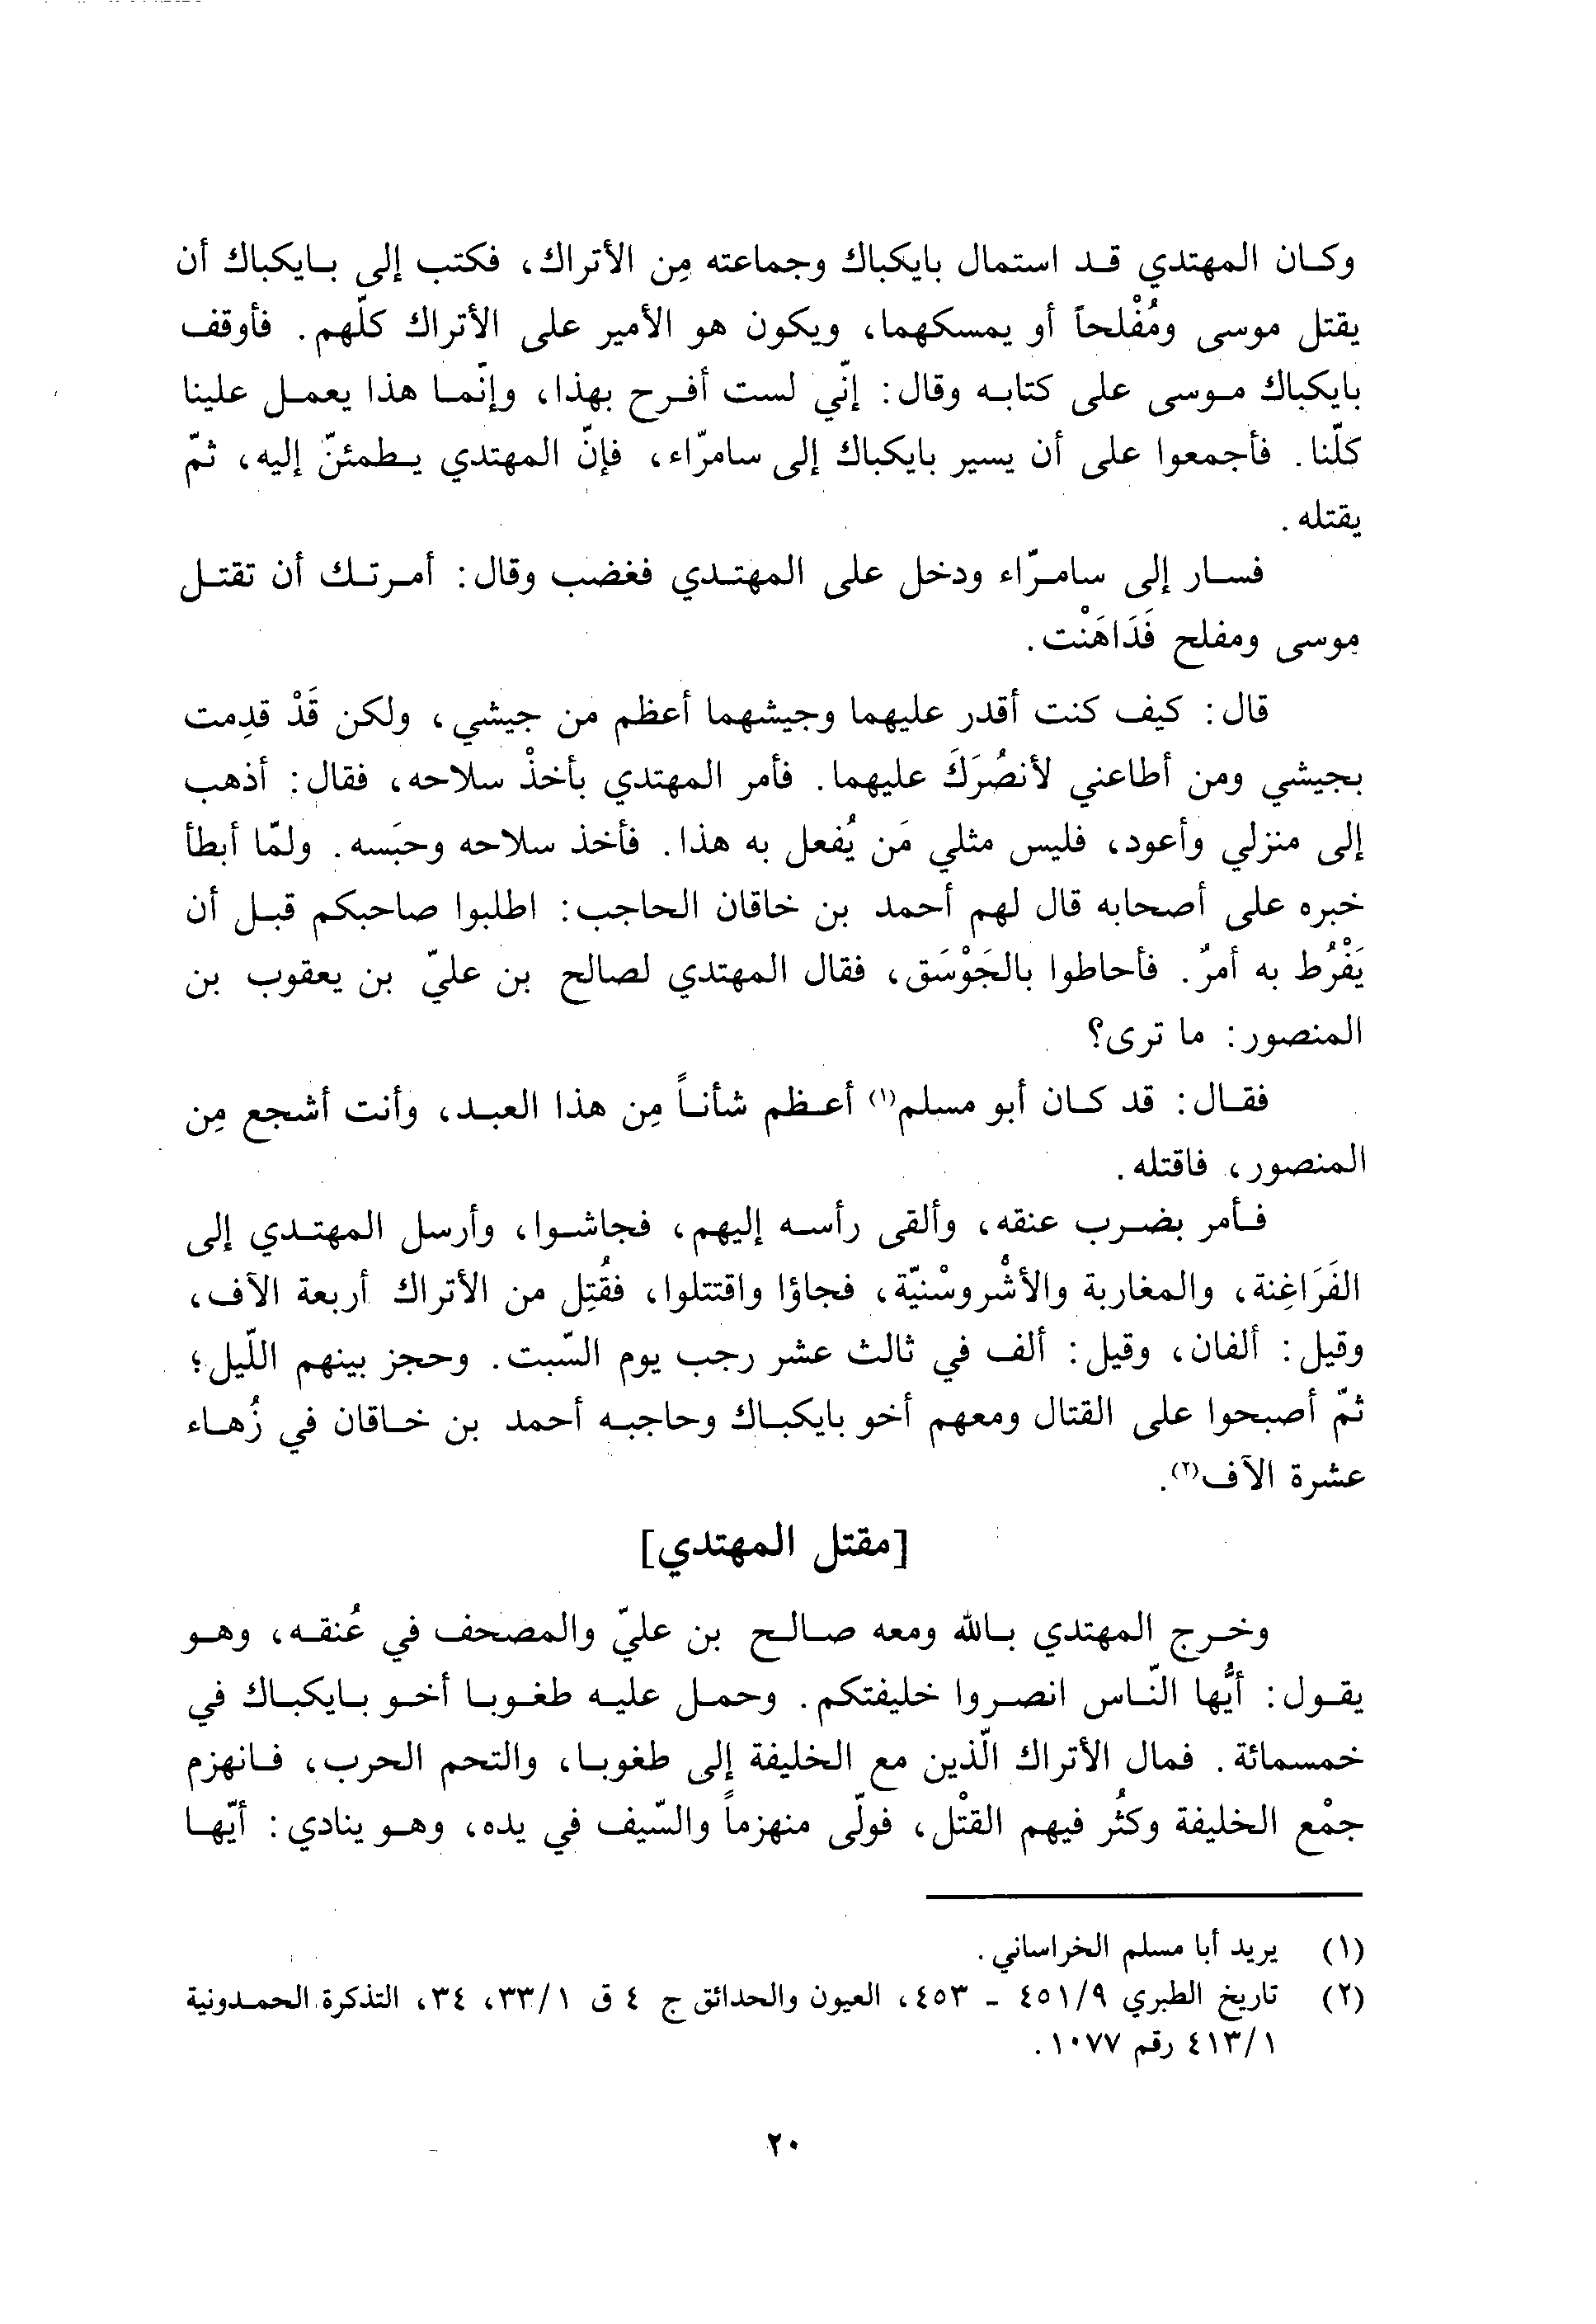 وكان المهتدي قد استمال بايكباك وجماعته مِن الأتراك، فكتب إلى بايكباك أن
يقتل موسى ومُفْلحاً أو يمسكهما، ويكون هو الأمير على الأتراك كلّهم. فأوقف
بايكباك موسى على كتابه وقال: إنّي لست أفرح بهذا، وإنّما هذا يعمل علينا
كلّنا. فأجمعوا على أن يسير بايكباك إلى سامرّاء، فإنّ المهتدي يطمئنّ إليه، ثمّ
يقتله.
فسار إلى سامرّاء ودخل على المهتدي فغضب وقال: أمرتك أن تقتل
موسى ومفلح فَدَاهَنْت.
قال: كيف كنت أقدر عليهما وجيشهما أعظم من جيشي، ولكن قَدْ قدِمت
بجيشي ومن أطاعني لأنصُرَكَ عليهما. فأمر المهتدي بأخذْ سلاحه، فقال: أذهب
إلى منزلي وأعود، فليس مثلي مَن يُفعل به هذا. فأخذ سلاحه وحبَسه. ولمّا أبطأ
خبره على أصحابه قال لهم أحمد بن خاقان الحاجب: اطلبوا صاحبكم قبل أن
يَفْرُط به أمرٌ. فأحاطوا بالجَوْسَق، فقال المهتدي لصالح بن عليّ بن يعقوب بن
المنصور: ما ترى؟
فقال: قد كان أبو مسلم(١) أعظم شأناً مِن هذا العبد، وأنت أشجع مِن
المنصور، فاقتله.
فأمر بضرب عنقه، وألقى رأسه إليهم، فجاشوا، وأرسل المهتدي إلى
الفَرَاغِنة، والمغاربة والأشْروسْنيّة، فجاؤا واقتتلوا، فقُتِل من الأتراك أربعة الآف،
وقيل: ألفان، وقيل: ألف في ثالث عشر رجب يوم السّبت. وحجز بينهم اللّيل؛
ثمّ أصبحوا على القتال ومعهم أخو بايكباك وحاجبه أحمد بن خاقان في زُهاء
عشرة الآف(٢).
[مقتل المهتدي]
وخرج المهتدي بالله ومعه صالح بن عليّ والمصحف في عُنقه، وهو
يقول: أيُّها النّاس انصروا خليفتكم. وحمل عليه طغوبا أخو بايكباك في
خمسمائة. فمال الأتراك الّذين مع الخليفة إلى طغوبا، والتحم الحرب، فانهزم
جمْع الخليفة وكثُر فيهم القتْل، فولّى منهزماً والسّيف في يده، وهو ينادي: أيّها
(١) يريد أبا مسلم الخراساني.
(٢) تاريخ الطبري ٩/ ٤٥١ - ٤٥٣، العيون والحدائق ج ٤ ق ١/ ٣٣، ٣٤، التذكرة الحمدونية
١/ ٤١٣ رقم ١٠٧٧.
٢٠